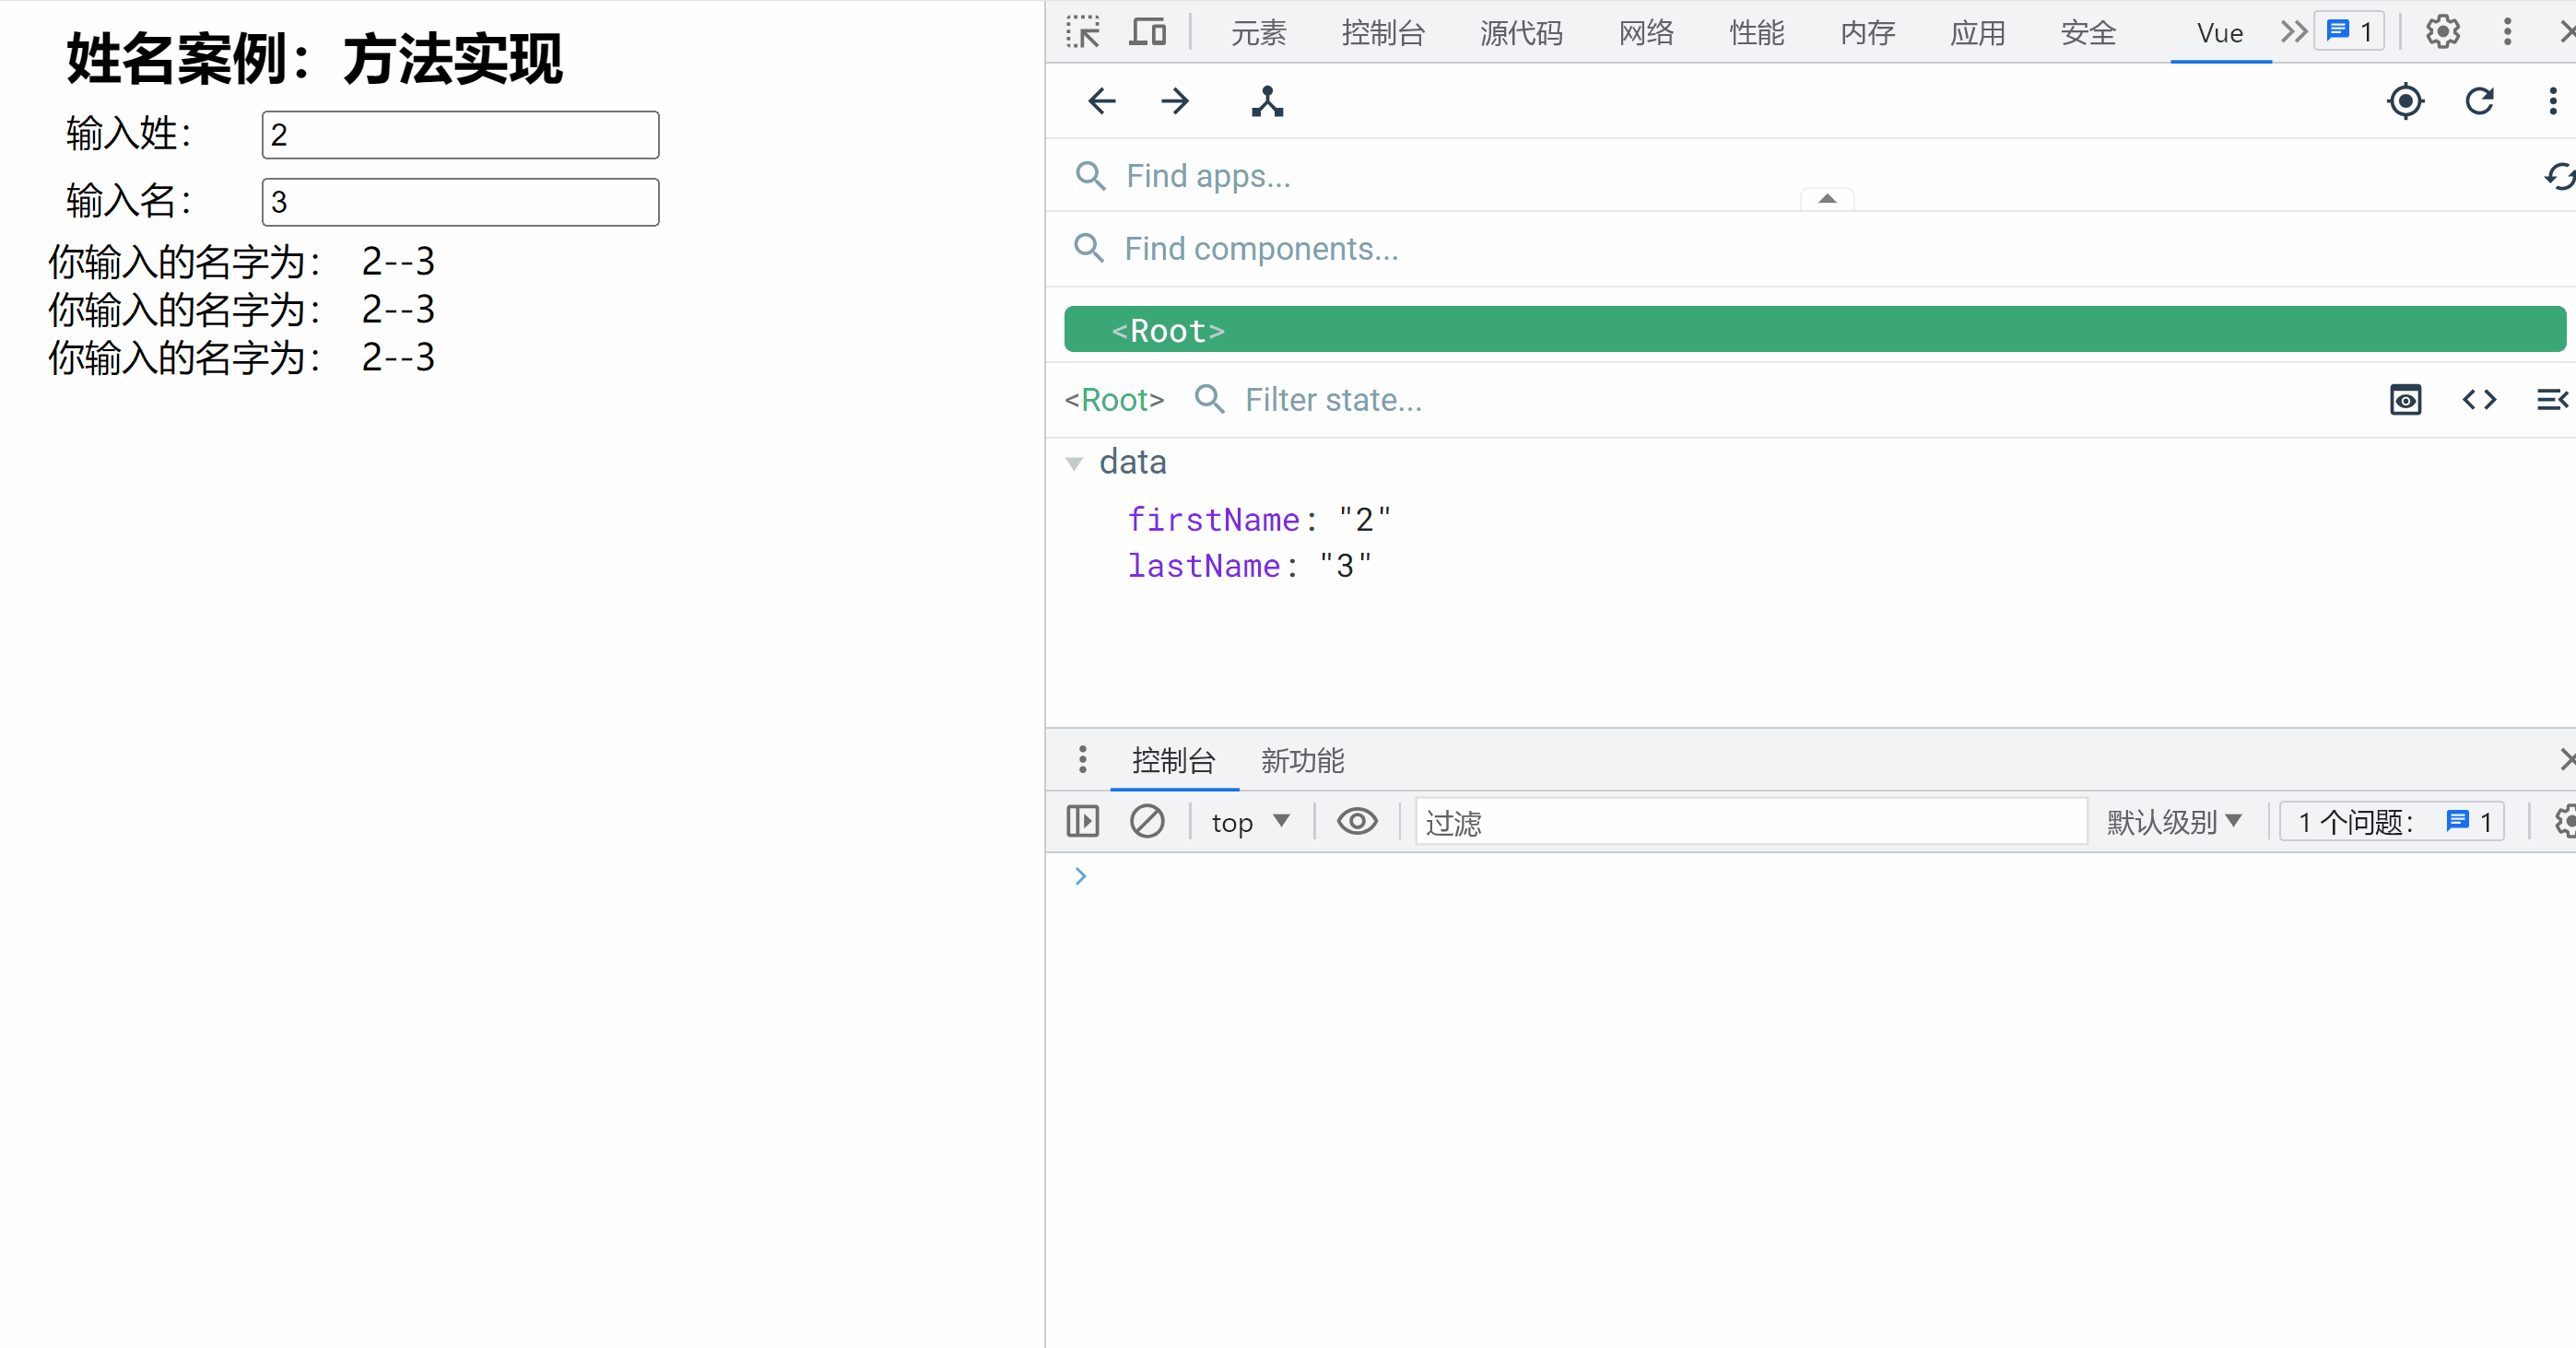 姓名案例：方法实现
输入姓： 2
输入名： 3
你输入的名字为： 2--3
你输入的名字为： 2--3
你输入的名字为： 2--3
元素 控制台 源代码 网络 性能 内存 应用 安全 Vue 1
Find apps...
Find components...
<Root>
<Root> Filter state...
data
firstName: "2"
lastName: "3"
控制台 新功能
top 过滤 默认级别 1 个问题： 1